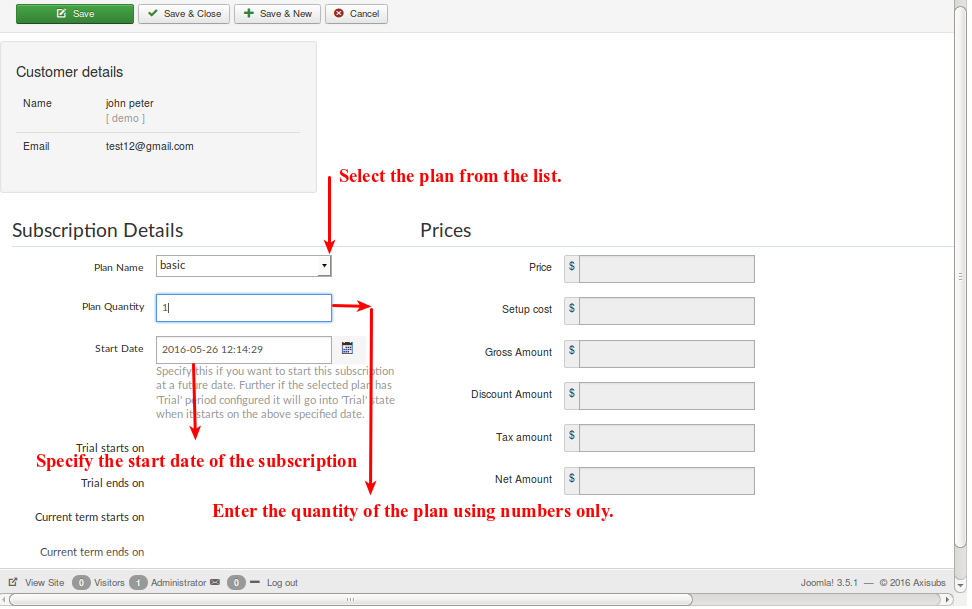 Save
Save & Close
Save & New
Cancel
Customer details
Name
john peter
[ demo ]
Email
test12@gmail.com
Select the plan from the list.
Subscription Details
Plan Name
basic
Plan Quantity
1
Start Date
2016-05-26 12:14:29
Specify this if you want to start this subscription
at a future date. Further if the selected plan has
'Trial' period configured it will go into 'Trial' state
when it starts on the above specified date.
Trial starts on
Specify the start date of the subscription
Trial ends on
Enter the quantity of the plan using numbers only.
Current term starts on
Current term ends on
Prices
Price
$
Setup cost
$
Gross Amount
$
Discount Amount
$
Tax amount
$
Net Amount
$
View Site 0 Visitors 1 Administrator 0 Log out
Joomla! 3.5.1 — © 2016 Axisubs